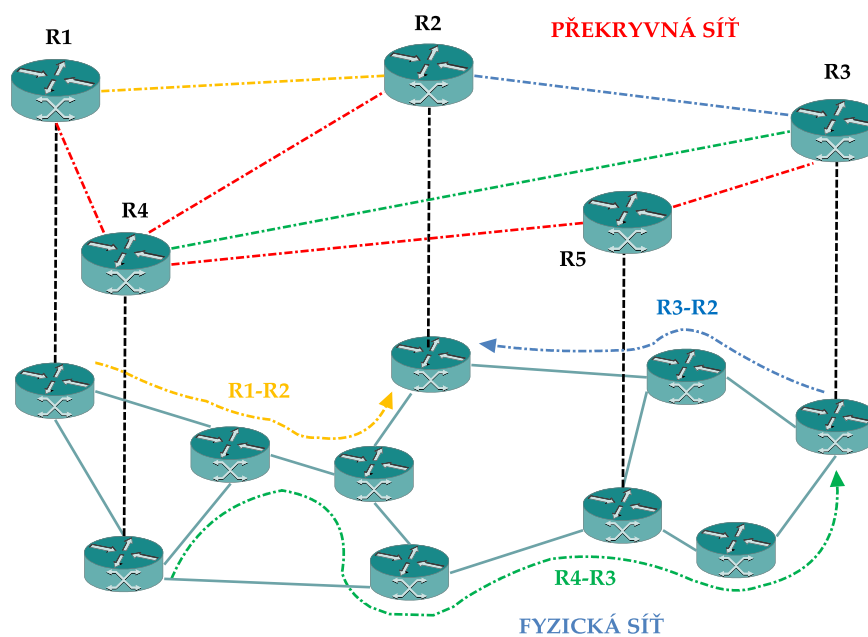 R1
R2
PŘEKRYVNÁ SÍŤ
R3
R4
R5
R3-R2
R1-R2
R4-R3
FYZICKÁ SÍŤ